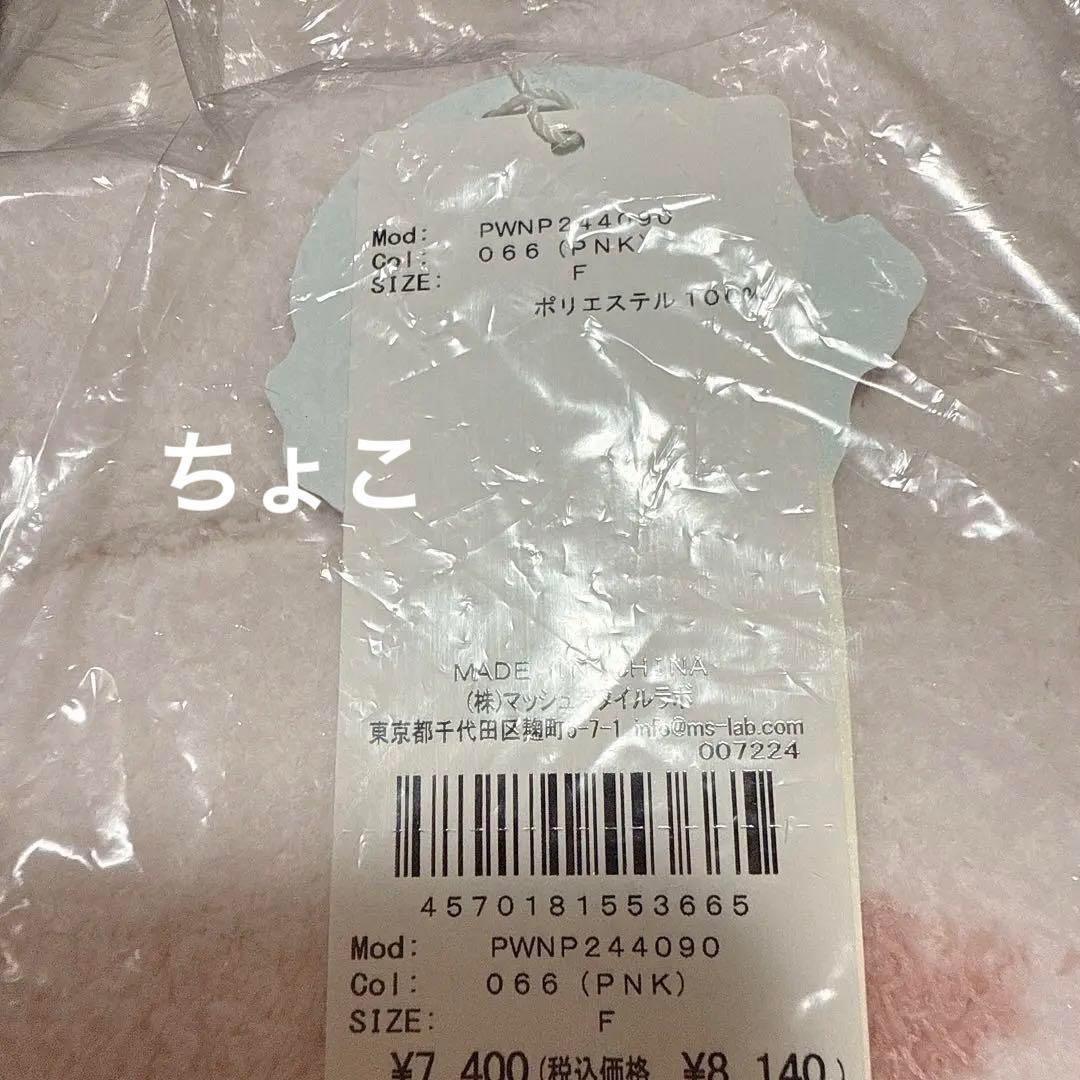 Mod: PWNP244090
Col: 066 (PNK)
SIZE: F
ポリエステル 100%
ちょこ
MADE IN CHINA
(株)マッシュスタイルラボ
東京都千代田区麹町5-7-1 info@ms-lab.com
007224
4570181553665
Mod: PWNP244090
Col: 066 (PNK)
SIZE: F
¥7,400(税込価格 ¥8,140)